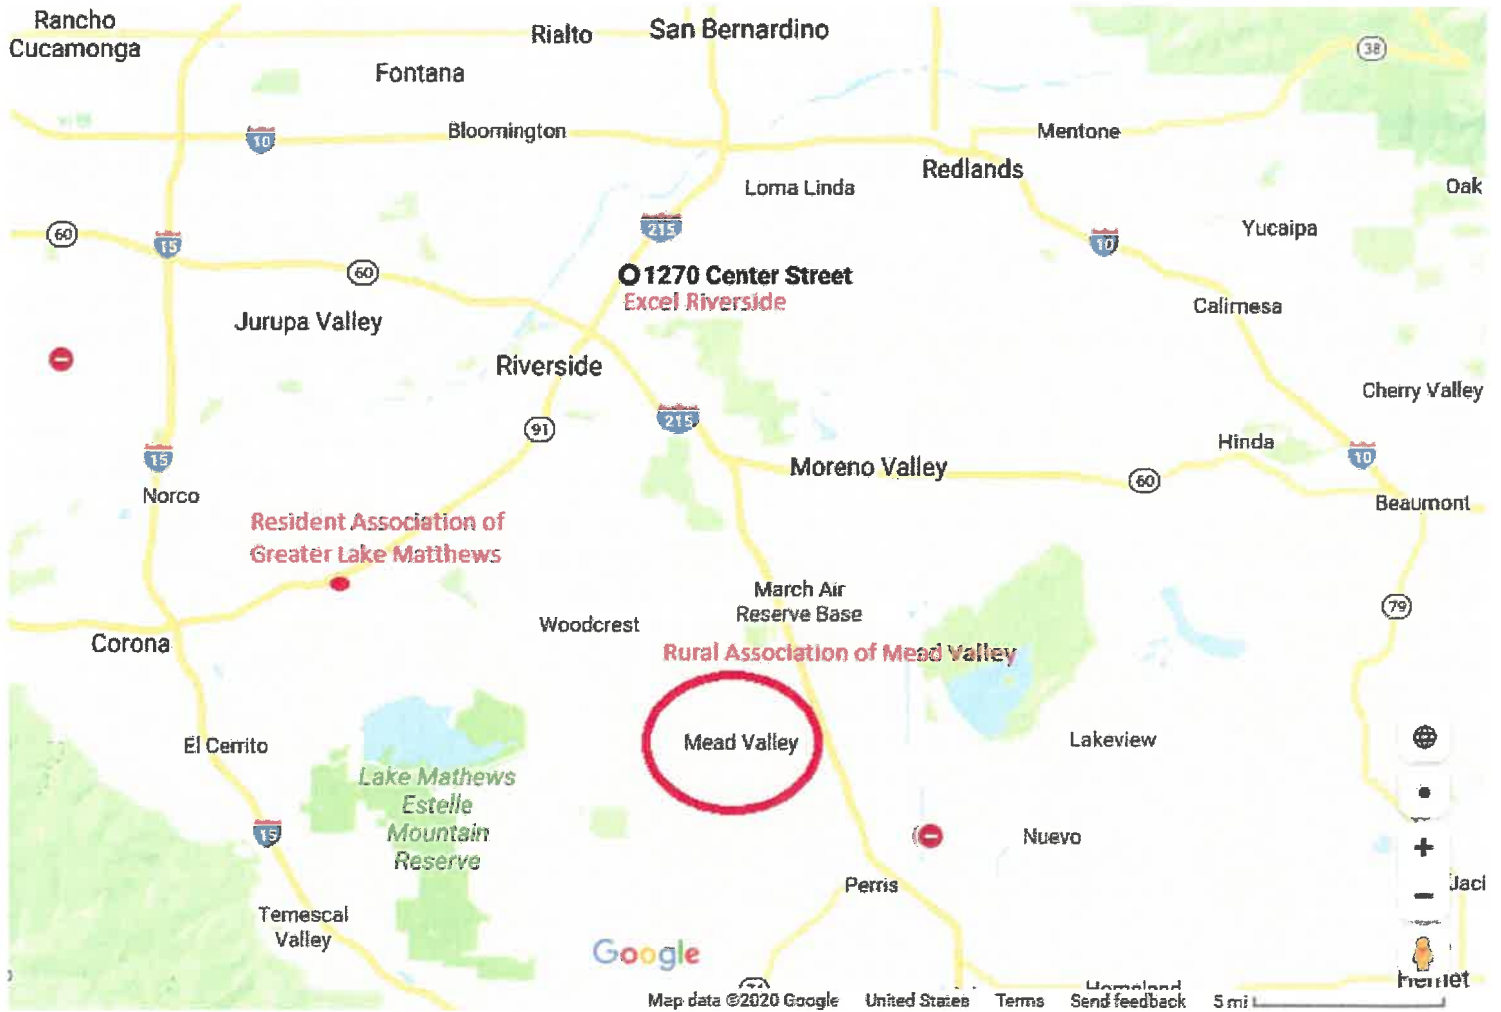 Rancho
Cucamonga
Rialto
San Bernardino
Fontana
38
10
Bloomington
Mentone
Redlands
Loma Linda
Oak
60
15
215
10
Yucaipa
60
1270 Center Street
Excel Riverside
Calimesa
Jurupa Valley
Riverside
Cherry Valley
91
215
Hinda
15
Moreno Valley
60
10
Norco
Beaumont
Resident Association of
Greater Lake Matthews
March Air
Reserve Base
79
Woodcrest
Corona
Rural Association of Mead Valley
El Cerrito
Mead Valley
Lakeview
Lake Mathews
Estelle
Mountain
Reserve
15
Nuevo
Perris
Jaci
Temescal
Valley
Google
Hemet
Homeland
Map data ©2020 Google United States Terms Send feedback 5 mi